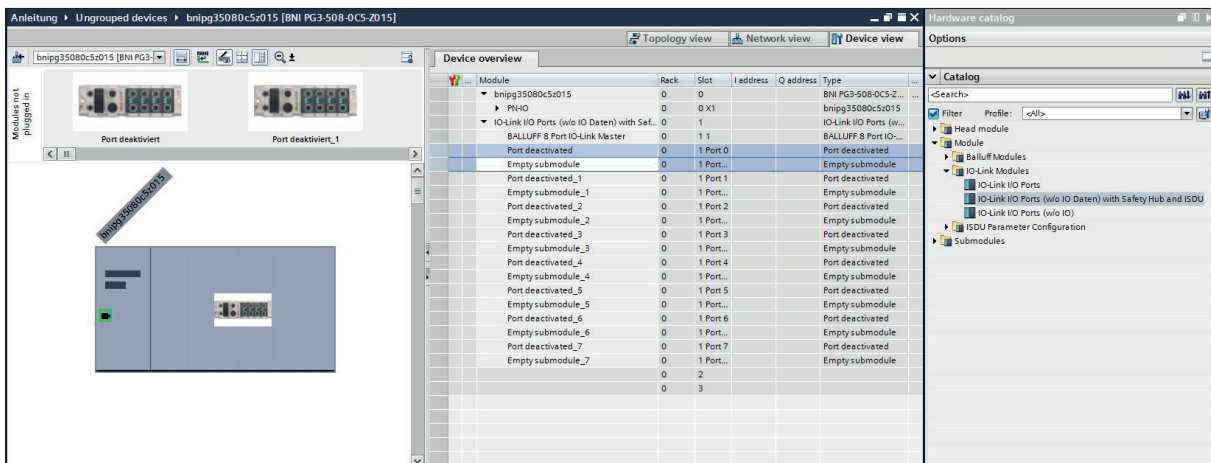 Anleitung ▸ Ungrouped devices ▸ bnipg35080c5z015 [BNI PG3-508-0C5-Z015]
Topology view Network view Device view
bnipg35080c5z015 [BNI PG3-
Modules not
plugged in
Port deaktiviert Port deaktiviert_1
bnipg35080c5z015
Device overview
... Module Rack Slot I address Q address Type ...
bnipg35080c5z015 0 0 BNI PG3-508-0C5-Z... ...
PN-IO 0 0 X1 bnipg35080c5z015
IO-Link I/O Ports (w/o IO Daten) with Saf... 0 1 IO-Link I/O Ports (w...
BALLUFF 8 Port IO-Link Master 0 1 1 BALLUFF 8 Port IO-...
Port deactivated 0 1 Port 0 Port deactivated
Empty submodule 0 1 Port... Empty submodule
Port deactivated_1 0 1 Port 1 Port deactivated
Empty submodule_1 0 1 Port... Empty submodule
Port deactivated_2 0 1 Port 2 Port deactivated
Empty submodule_2 0 1 Port... Empty submodule
Port deactivated_3 0 1 Port 3 Port deactivated
Empty submodule_3 0 1 Port... Empty submodule
Port deactivated_4 0 1 Port 4 Port deactivated
Empty submodule_4 0 1 Port... Empty submodule
Port deactivated_5 0 1 Port 5 Port deactivated
Empty submodule_5 0 1 Port... Empty submodule
Port deactivated_6 0 1 Port 6 Port deactivated
Empty submodule_6 0 1 Port... Empty submodule
Port deactivated_7 0 1 Port 7 Port deactivated
Empty submodule_7 0 1 Port... Empty submodule
0 2
0 3
Hardware catalog
Options
Catalog
<Search>
Filter Profile: <All>
Head module
Module
Balluff Modules
IO-Link Modules
IO-Link I/O Ports
IO-Link I/O Ports (w/o IO Daten) with Safety Hub and ISDU
IO-Link I/O Ports (w/o IO)
ISDU Parameter Configuration
Submodules